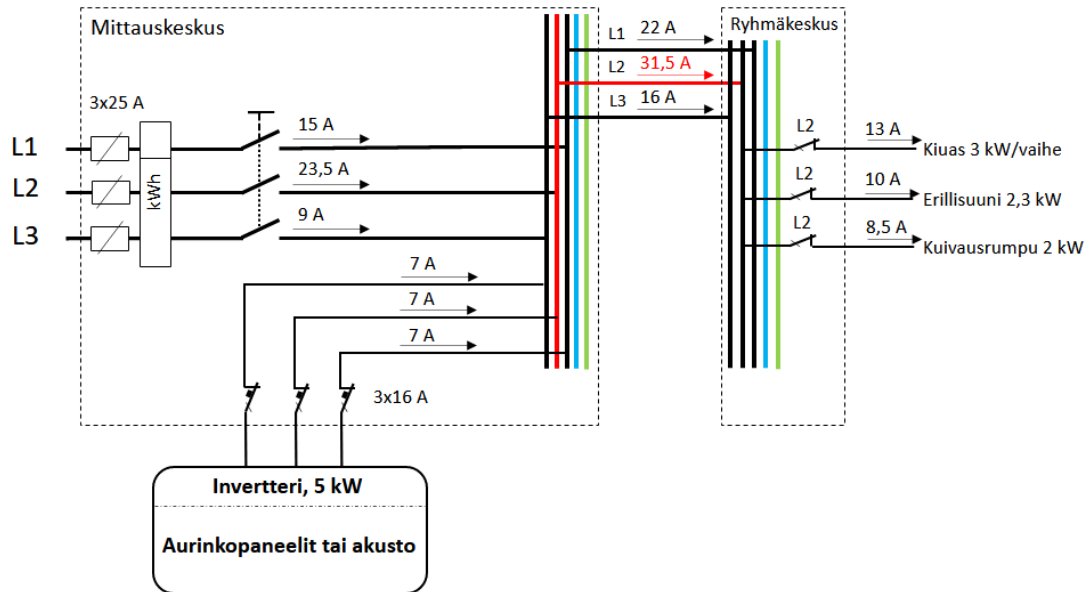 Mittauskeskus
Ryhmäkeskus
L1 22 A
L2 31,5 A
L3 16 A
3x25 A
L1
L2
L3
kWh
15 A
23,5 A
9 A
L2 13 A
Kiuas 3 kW/vaihe
L2 10 A
Erillisuuni 2,3 kW
L2 8,5 A
Kuivausrumpu 2 kW
7 A
7 A
7 A
3x16 A
Invertteri, 5 kW
Aurinkopaneelit tai akusto